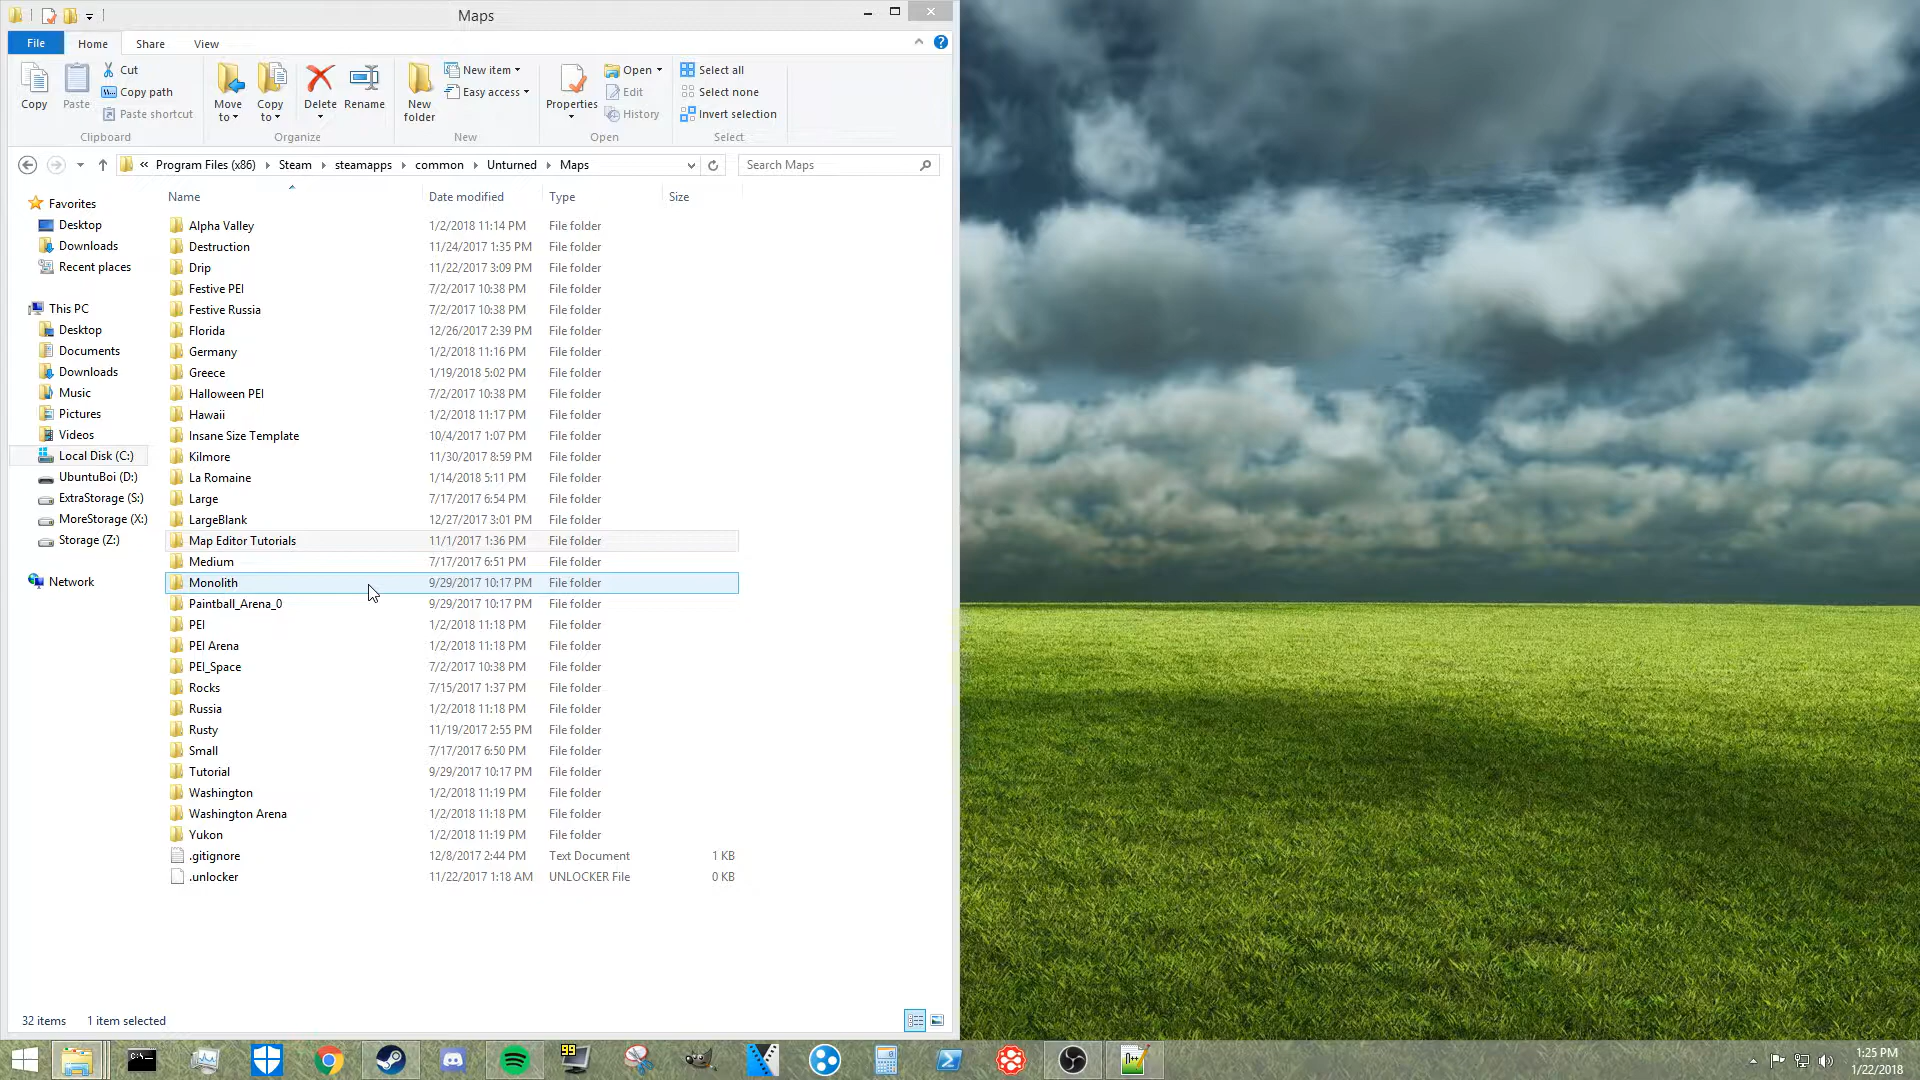 Maps
File Home Share View
Copy Paste Cut Copy path Paste shortcut Move to Copy to Delete Rename New folder New item Easy access Properties Open Edit History Select all Select none Invert selection
Clipboard Organize New Open Select
« Program Files (x86) Steam steamapps common Unturned Maps Search Maps
Name Date modified Type Size
Favorites
Desktop
Downloads
Recent places
This PC
Desktop
Documents
Downloads
Music
Pictures
Videos
Local Disk (C:)
UbuntuBoi (D:)
ExtraStorage (S:)
MoreStorage (X:)
Storage (Z:)
Network
Alpha Valley 1/2/2018 11:14 PM File folder
Destruction 11/24/2017 1:35 PM File folder
Drip 11/22/2017 3:09 PM File folder
Festive PEI 7/2/2017 10:38 PM File folder
Festive Russia 7/2/2017 10:38 PM File folder
Florida 12/26/2017 2:39 PM File folder
Germany 1/2/2018 11:16 PM File folder
Greece 1/19/2018 5:02 PM File folder
Halloween PEI 7/2/2017 10:38 PM File folder
Hawaii 1/2/2018 11:17 PM File folder
Insane Size Template 10/4/2017 1:07 PM File folder
Kilmore 11/30/2017 8:59 PM File folder
La Romaine 1/14/2018 5:11 PM File folder
Large 7/17/2017 6:54 PM File folder
LargeBlank 12/27/2017 3:01 PM File folder
Map Editor Tutorials 11/1/2017 1:36 PM File folder
Medium 7/17/2017 6:51 PM File folder
Monolith 9/29/2017 10:17 PM File folder
Paintball_Arena_0 9/29/2017 10:17 PM File folder
PEI 1/2/2018 11:18 PM File folder
PEI Arena 1/2/2018 11:18 PM File folder
PEI_Space 7/2/2017 10:38 PM File folder
Rocks 7/15/2017 1:37 PM File folder
Russia 1/2/2018 11:18 PM File folder
Rusty 11/19/2017 2:55 PM File folder
Small 7/17/2017 6:50 PM File folder
Tutorial 9/29/2017 10:17 PM File folder
Washington 1/2/2018 11:19 PM File folder
Washington Arena 1/2/2018 11:18 PM File folder
Yukon 1/2/2018 11:19 PM File folder
.gitignore 12/8/2017 2:44 PM Text Document 1 KB
.unlocker 11/22/2017 1:18 AM UNLOCKER File 0 KB
32 items 1 item selected
99
1:25 PM
1/22/2018